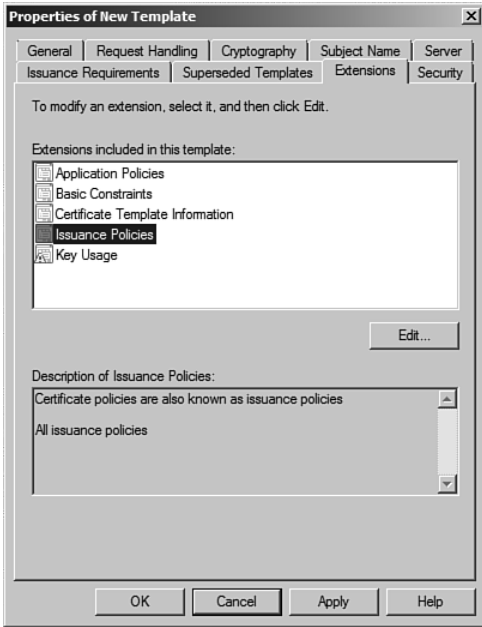 Properties of New Template
General Request Handling Cryptography Subject Name Server
Issuance Requirements Superseded Templates Extensions Security
To modify an extension, select it, and then click Edit.
Extensions included in this template:
Application Policies
Basic Constraints
Certificate Template Information
Issuance Policies
Key Usage
Edit...
Description of Issuance Policies:
Certificate policies are also known as issuance policies
All issuance policies
OK Cancel Apply Help